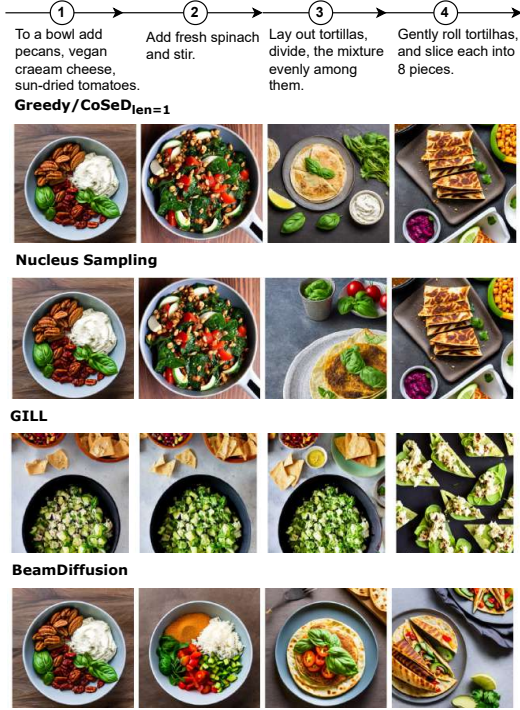 1 2 3 4
To a bowl add
pecans, vegan
craeam cheese,
sun-dried tomatoes.
Add fresh spinach
and stir.
Lay out tortillas,
divide, the mixture
evenly among
them.
Gently roll tortilhas,
and slice each into
8 pieces.
Greedy/CoSeD_len=1
Nucleus Sampling
GILL
BeamDiffusion